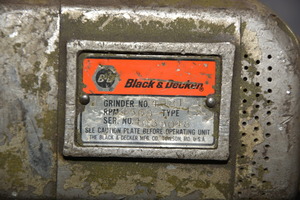 B&D Black & Decker
GRINDER NO.
RPM TYPE
SER. NO.
SEE CAUTION PLATE BEFORE OPERATING UNIT
THE BLACK & DECKER MFG. CO., TOWSON, MD. U·S·A·